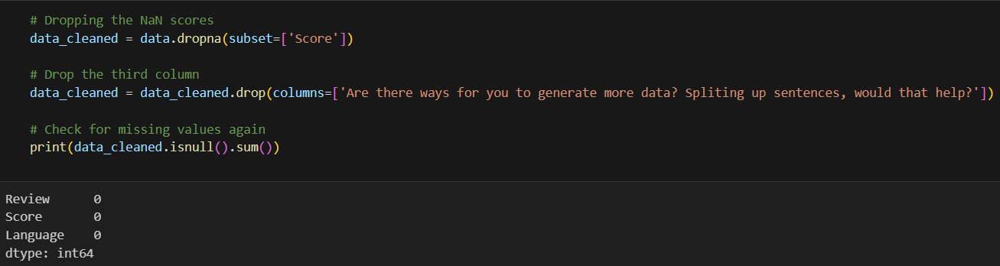 # Dropping the NaN scores
data_cleaned = data.dropna(subset=['Score'])
# Drop the third column
data_cleaned = data_cleaned.drop(columns=['Are there ways for you to generate more data? Spliting up sentences, would that help?'])
# Check for missing values again
print(data_cleaned.isnull().sum())
Review      0
Score       0
Language    0
dtype: int64